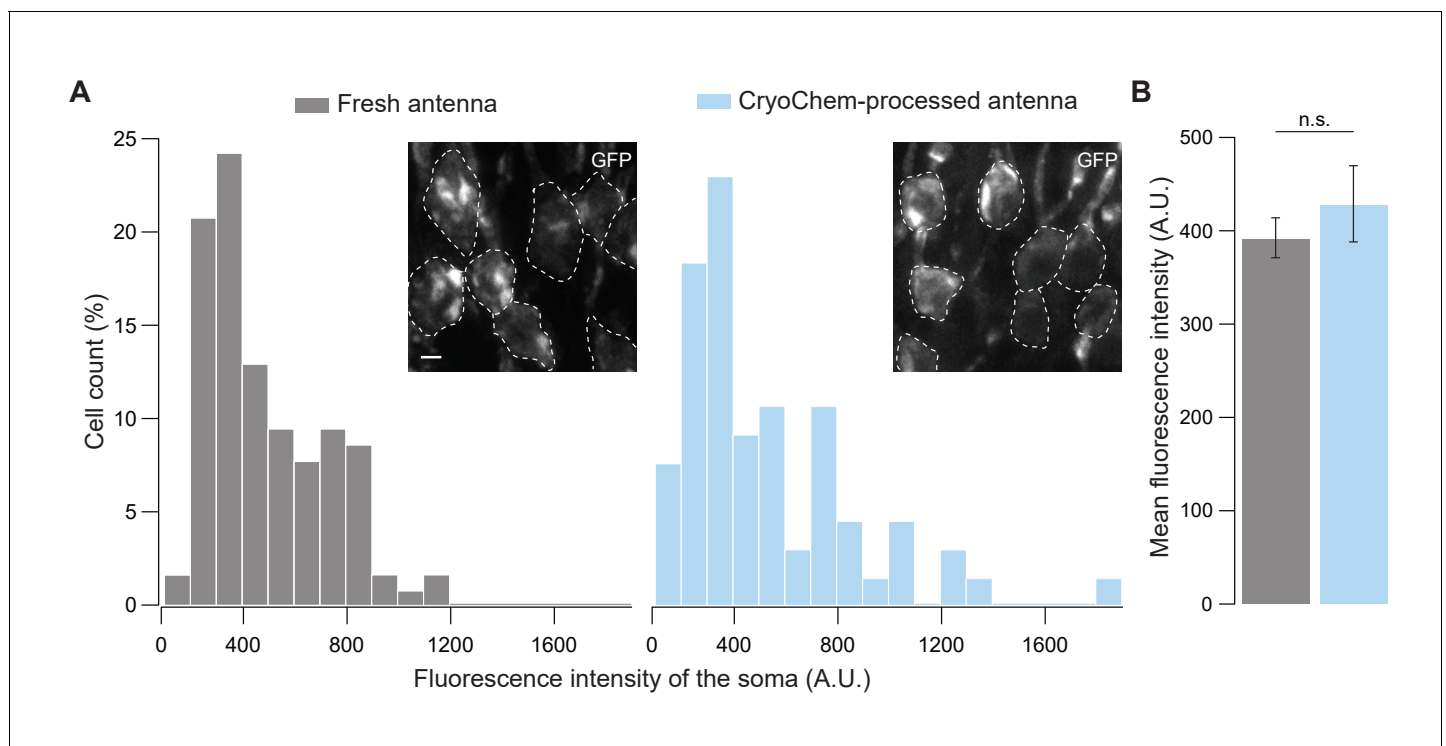 A
Fresh antenna
CryoChem-processed antenna
GFP
GFP
25
20
15
10
5
0
Cell count (%)
0 400 800 1200 1600
0 400 800 1200 1600
Fluorescence intensity of the soma (A.U.)
B
n.s.
500
400
300
200
100
0
Mean fluorescence intensity (A.U.)